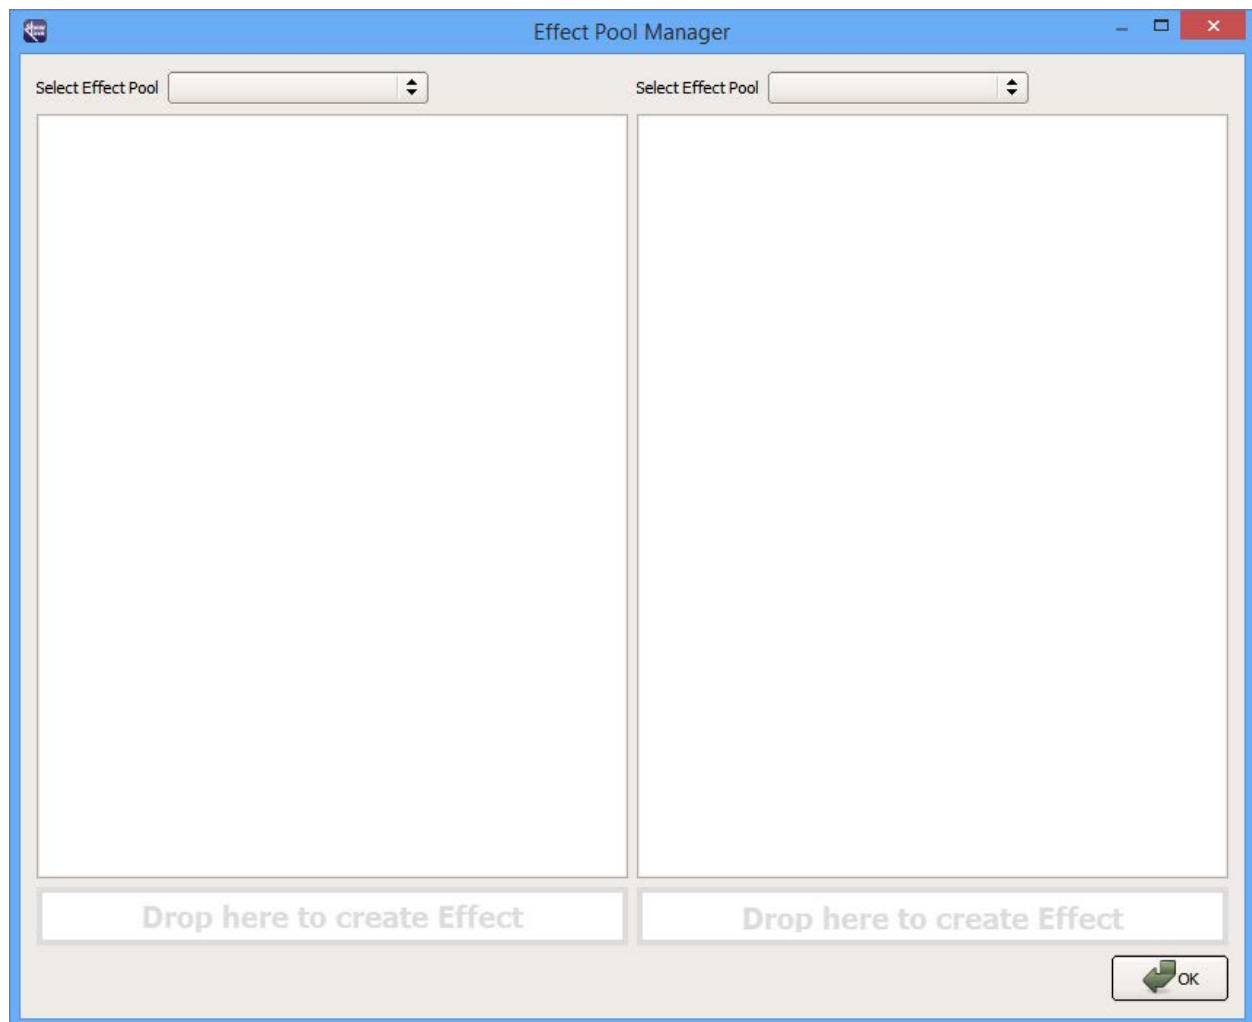 Effect Pool Manager
Select Effect Pool
Select Effect Pool
Drop here to create Effect
Drop here to create Effect
OK